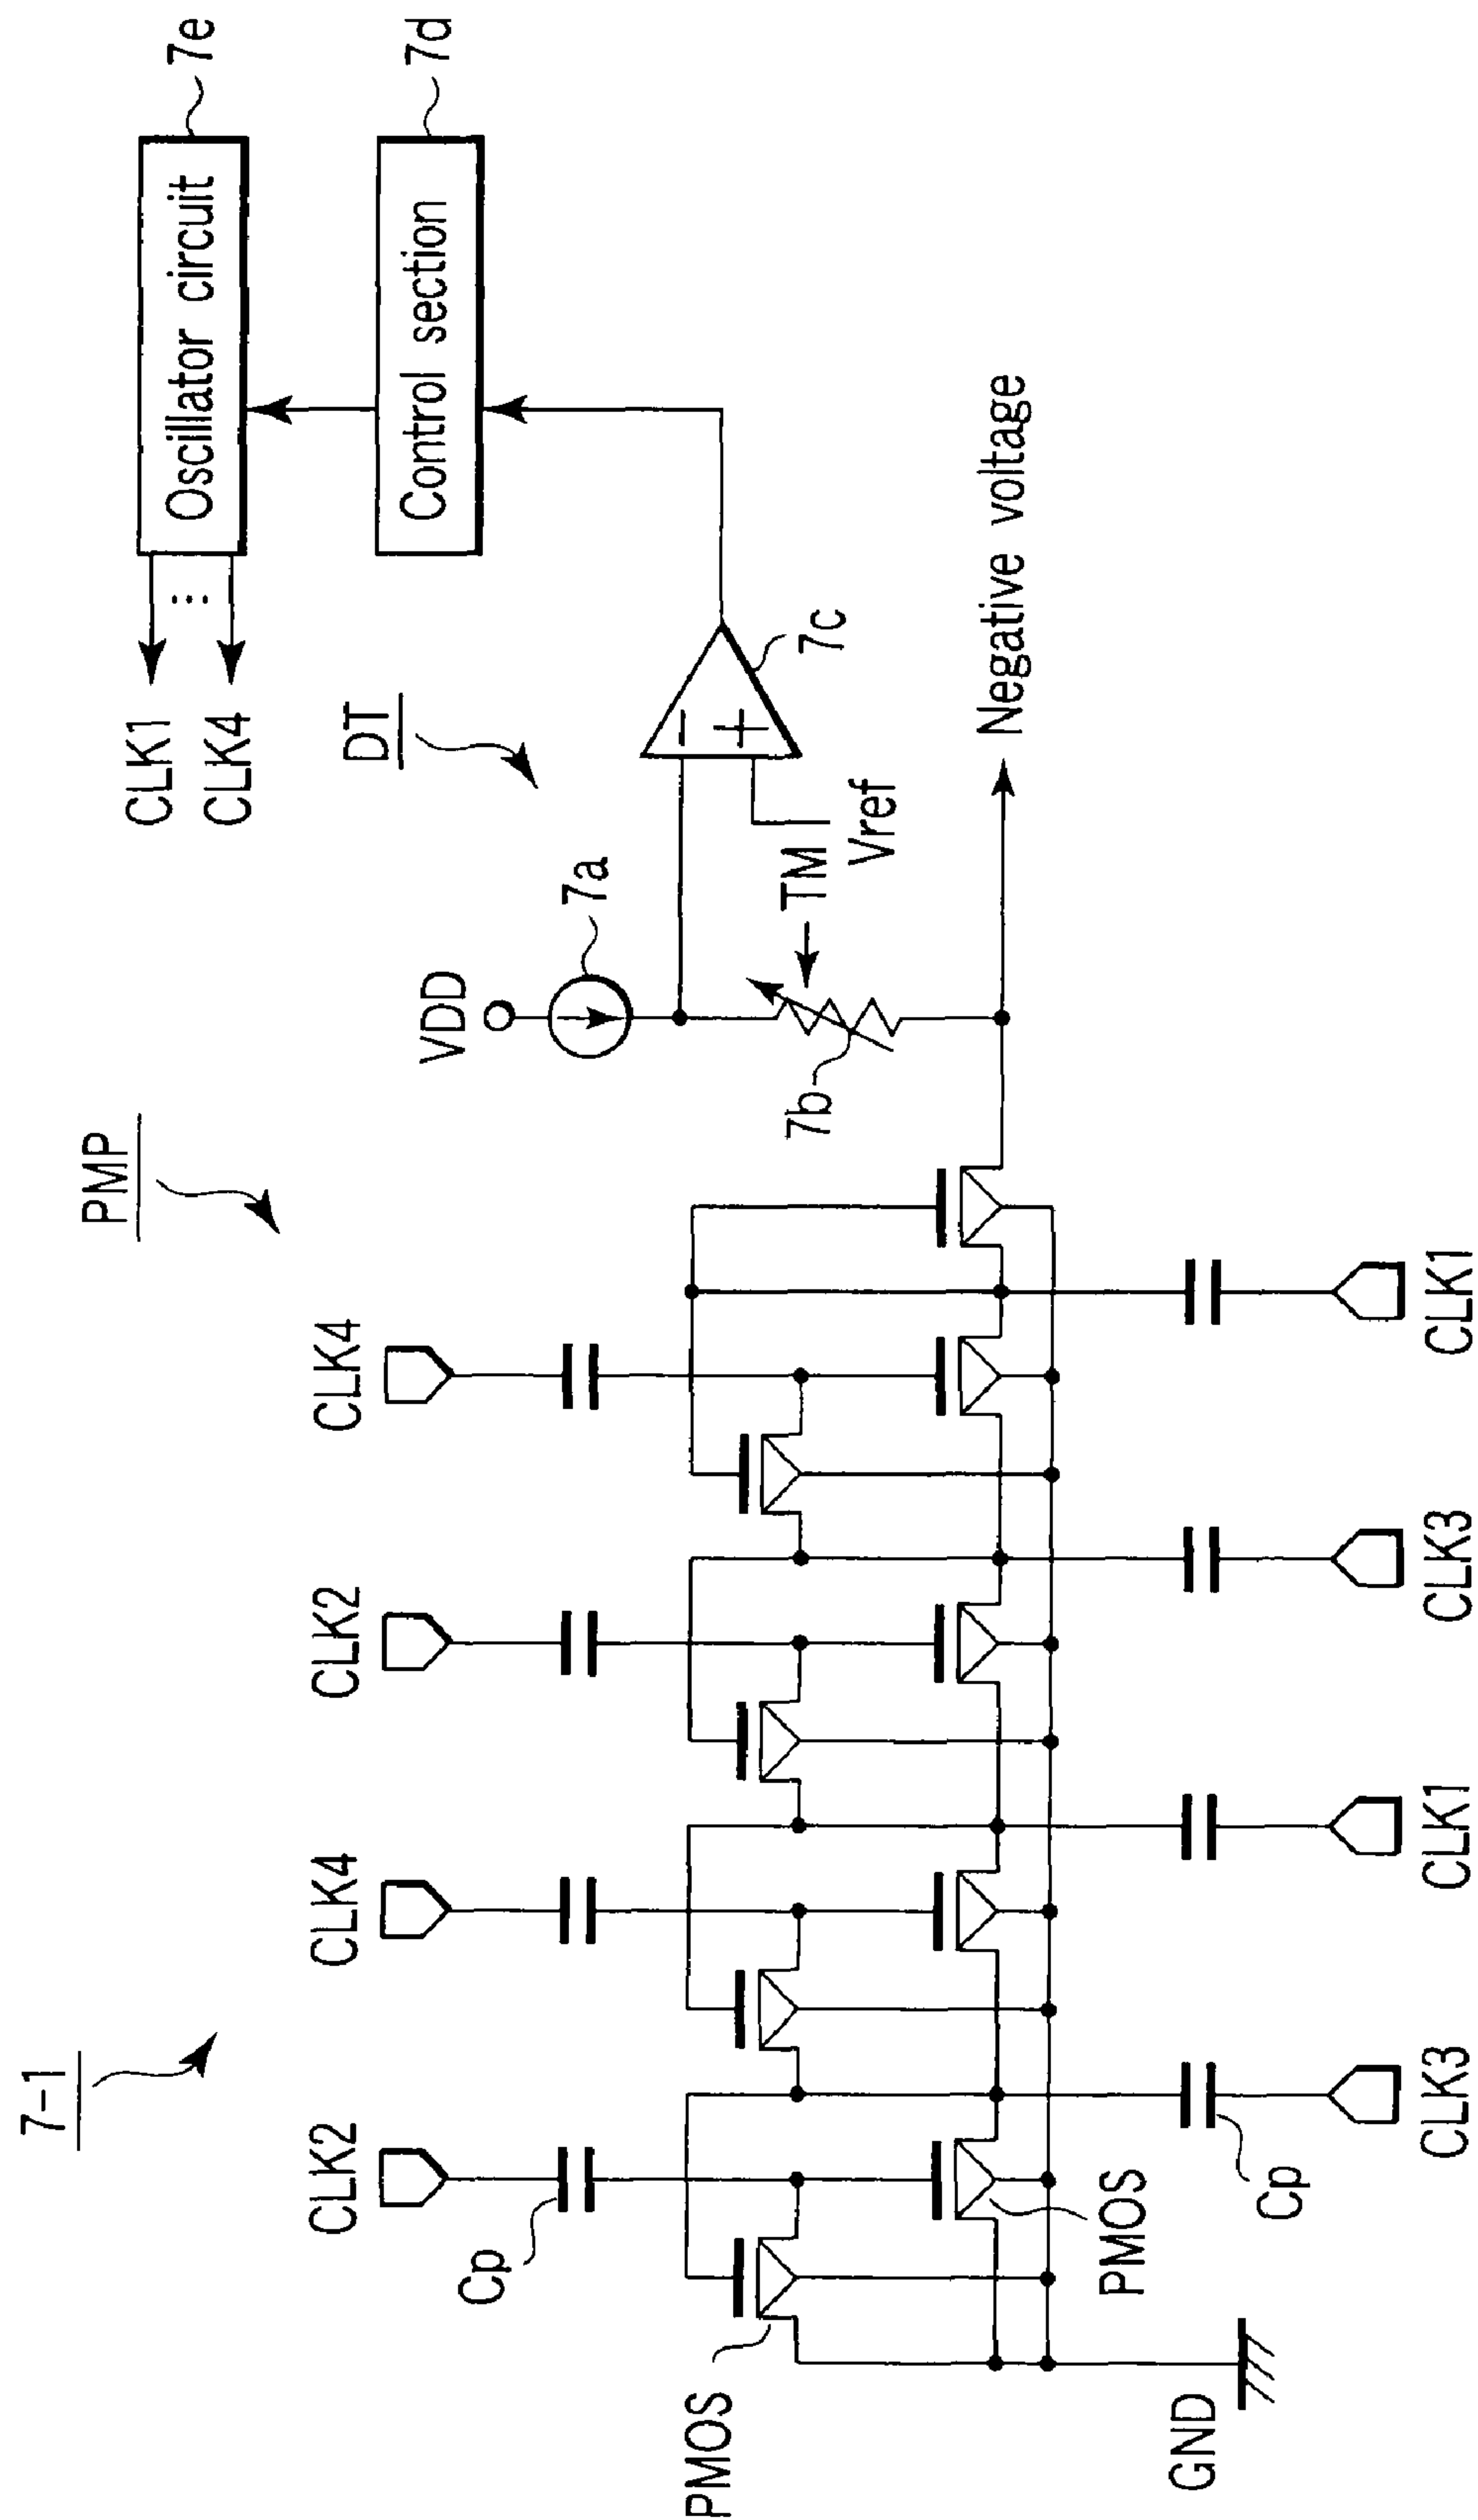 7-1
PMP
CLK1
CLK4
Oscillator circuit
7e
DT
Control section
7d
CLK2
CLK4
CLK2
CLK4
VDD
7a
Cp
7c
7b
TM
Vref
PMOS
Negative voltage
PMOS
GND
Cp
CLK3
CLK1
CLK3
CLK1